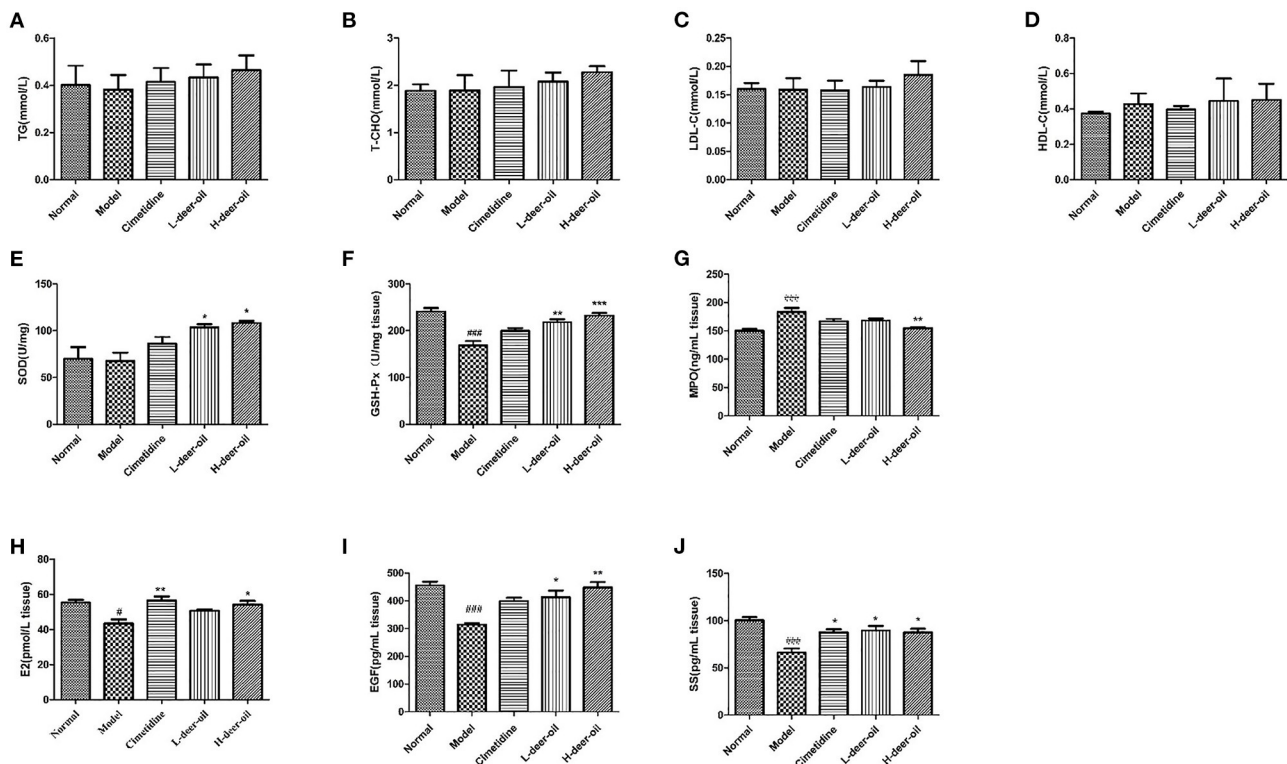 A
TG(mmol/L)
0.6
0.4
0.2
0.0
Normal
Model
Cimetidine
L-deer-oil
H-deer-oil
B
T-CHO(mmol/L)
3
2
1
0
Normal
Model
Cimetidine
L-deer-oil
H-deer-oil
C
LDL-C(mmol/L)
0.25
0.20
0.15
0.10
0.05
0.00
Normal
Model
Cimetidine
L-deer-oil
H-deer-oil
D
HDL-C(mmol/L)
0.8
0.6
0.4
0.2
0.0
Normal
Model
Cimetidine
L-deer-oil
H-deer-oil
E
SOD(U/mg)
150
100
50
0
* *
Normal
Model
Cimetidine
L-deer-oil
H-deer-oil
F
GSH-Px (U/mg tissue)
300
200
100
0
### ** ***
Normal
Model
Cimetidine
L-deer-oil
H-deer-oil
G
MPO(ng/mL tissue)
250
200
150
100
50
0
### **
Normal
Model
Cimetidine
L-deer-oil
H-deer-oil
H
E2(pmol/L tissue)
80
60
40
20
0
# ** *
Normal
Model
Cimetidine
L-deer-oil
H-deer-oil
I
EGF(pg/mL tissue)
500
400
300
200
100
0
### * **
Normal
Model
Cimetidine
L-deer-oil
H-deer-oil
J
SS(pg/mL tissue)
150
100
50
0
### * * *
Normal
Model
Cimetidine
L-deer-oil
H-deer-oil